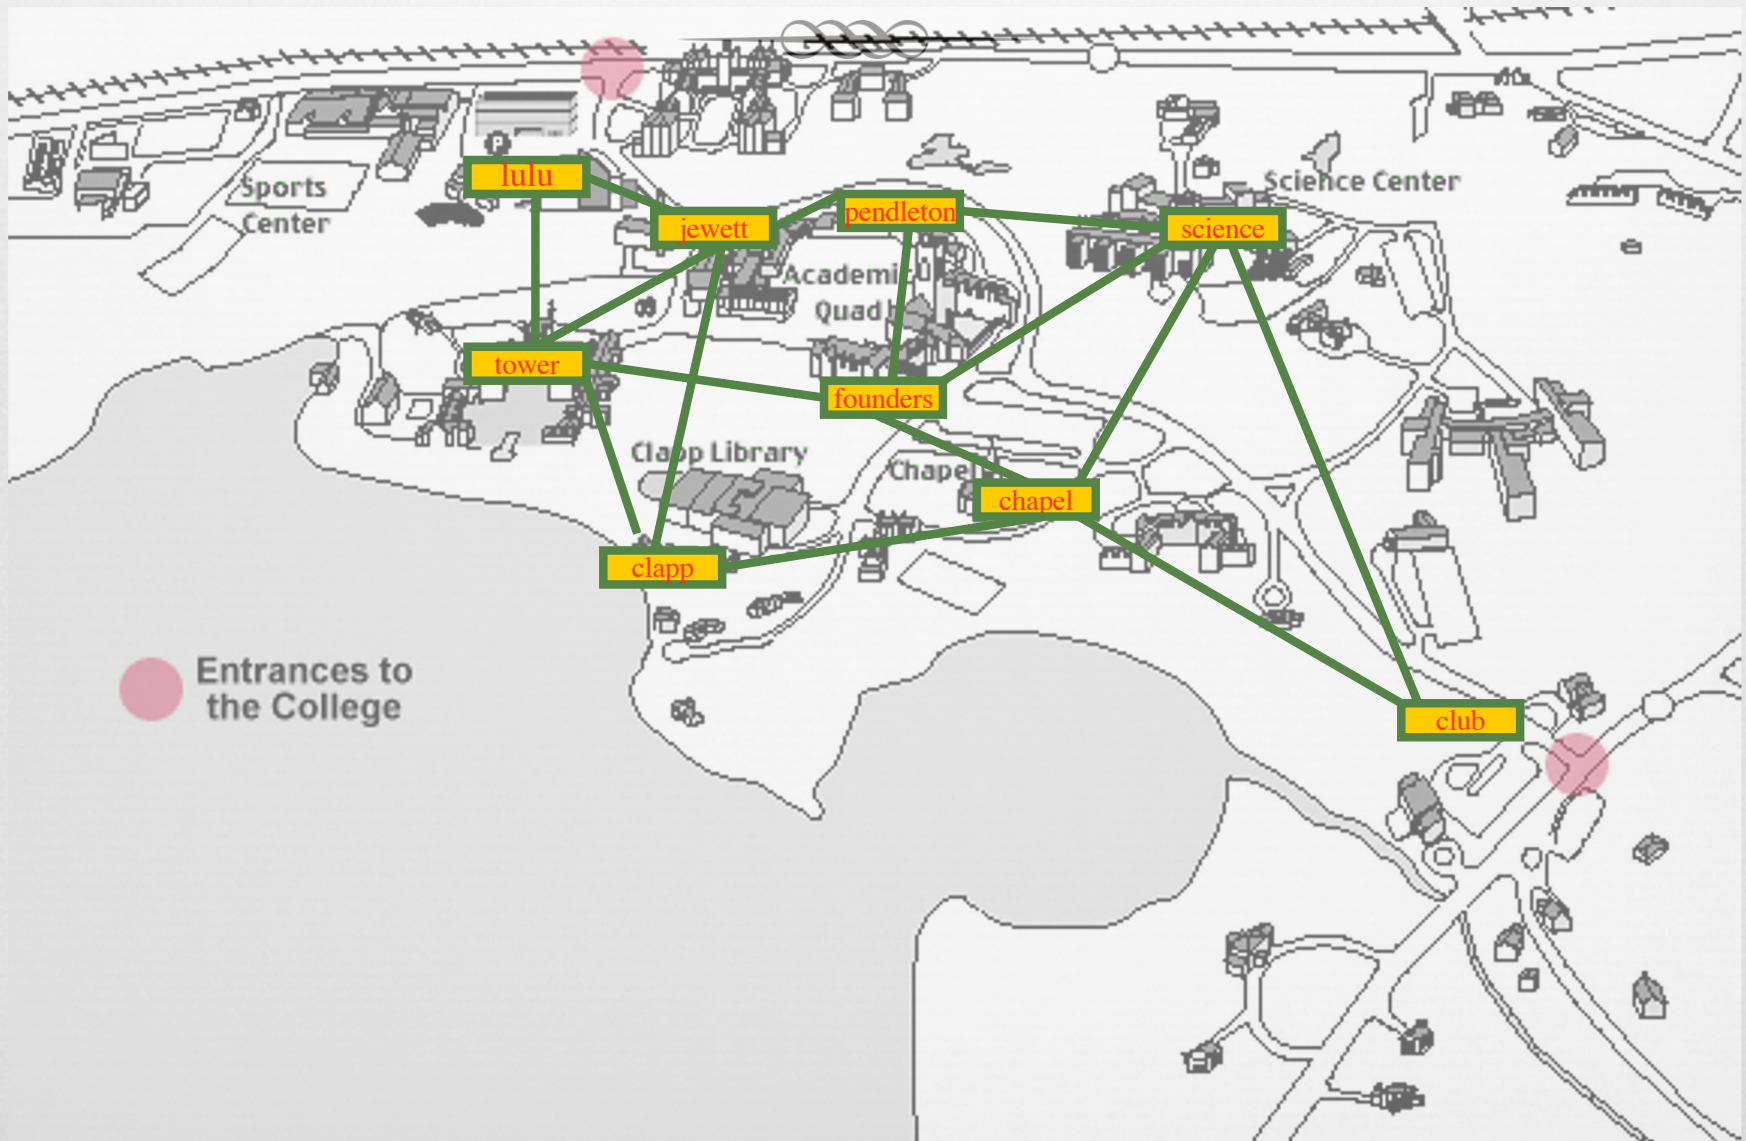 P
lulu
Sports
Center
Science Center
pendleton
jewett
science
Academi
Quad
tower
founders
Clapp Library
Chapel
chapel
clapp
Entrances to
the College
club